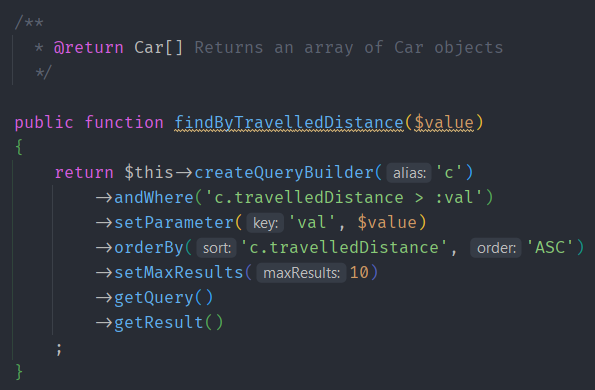 /**
 * @return Car[] Returns an array of Car objects
 */
public function findByTravelledDistance($value)
{
    return $this->createQueryBuilder( alias: 'c')
        ->andWhere('c.travelledDistance > :val')
        ->setParameter( key: 'val', $value)
        ->orderBy( sort: 'c.travelledDistance', order: 'ASC')
        ->setMaxResults( maxResults: 10)
        ->getQuery()
        ->getResult()
    ;
}